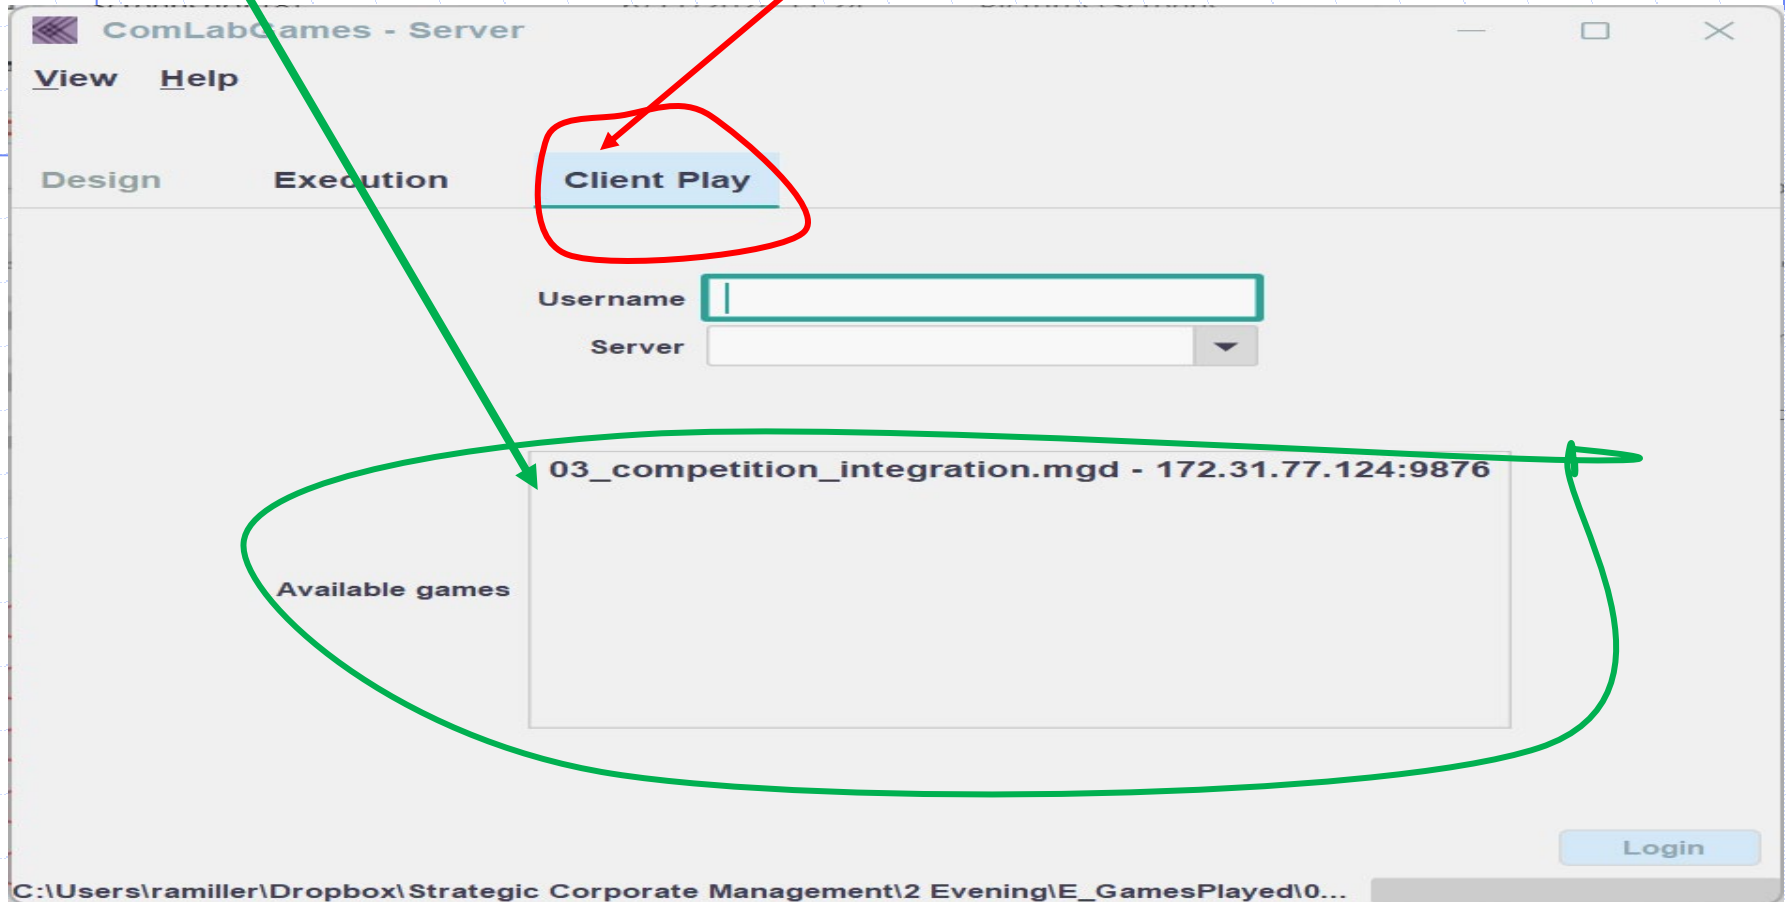 ComLabGames - Server
View Help
Design Execution Client Play
Username
Server
03_competition_integration.mgd - 172.31.77.124:9876
Available games
Login
C:\Users\ramiller\Dropbox\Strategic Corporate Management\2 Evening\E_GamesPlayed\0...